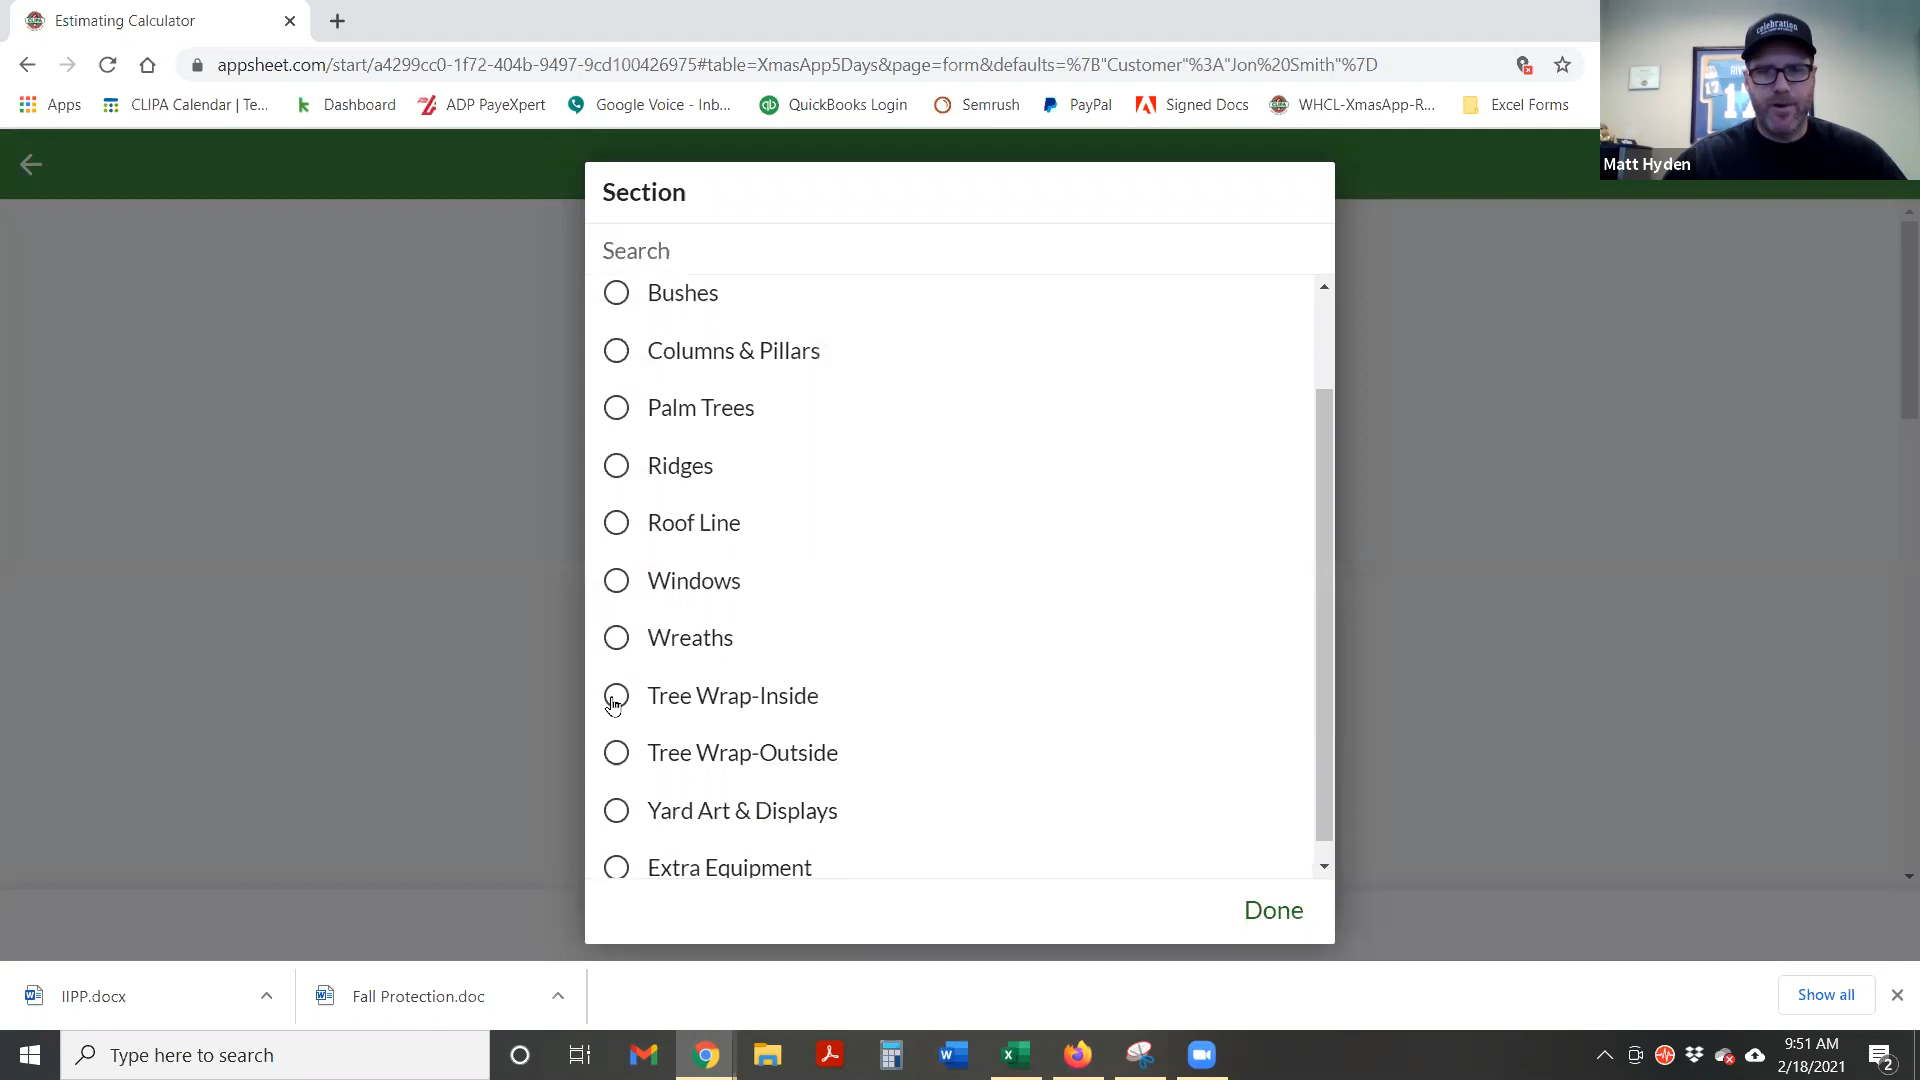 Estimating Calculator
appsheet.com/start/a4299cc0-1f72-404b-9497-9cd100426975#table=XmasApp5Days&page=form&defaults=%7B"Customer"%3A"Jon%20Smith"%7D
Apps CLIPA Calendar | Te... Dashboard ADP PayeXpert Google Voice - Inb... QuickBooks Login Semrush PayPal Signed Docs WHCL-XmasApp-R... Excel Forms
celebration
Matt Hyden
Section
Search
Bushes
Columns & Pillars
Palm Trees
Ridges
Roof Line
Windows
Wreaths
Tree Wrap-Inside
Tree Wrap-Outside
Yard Art & Displays
Extra Equipment
Done
IIPP.docx Fall Protection.doc Show all
Type here to search
9:51 AM
2/18/2021
2